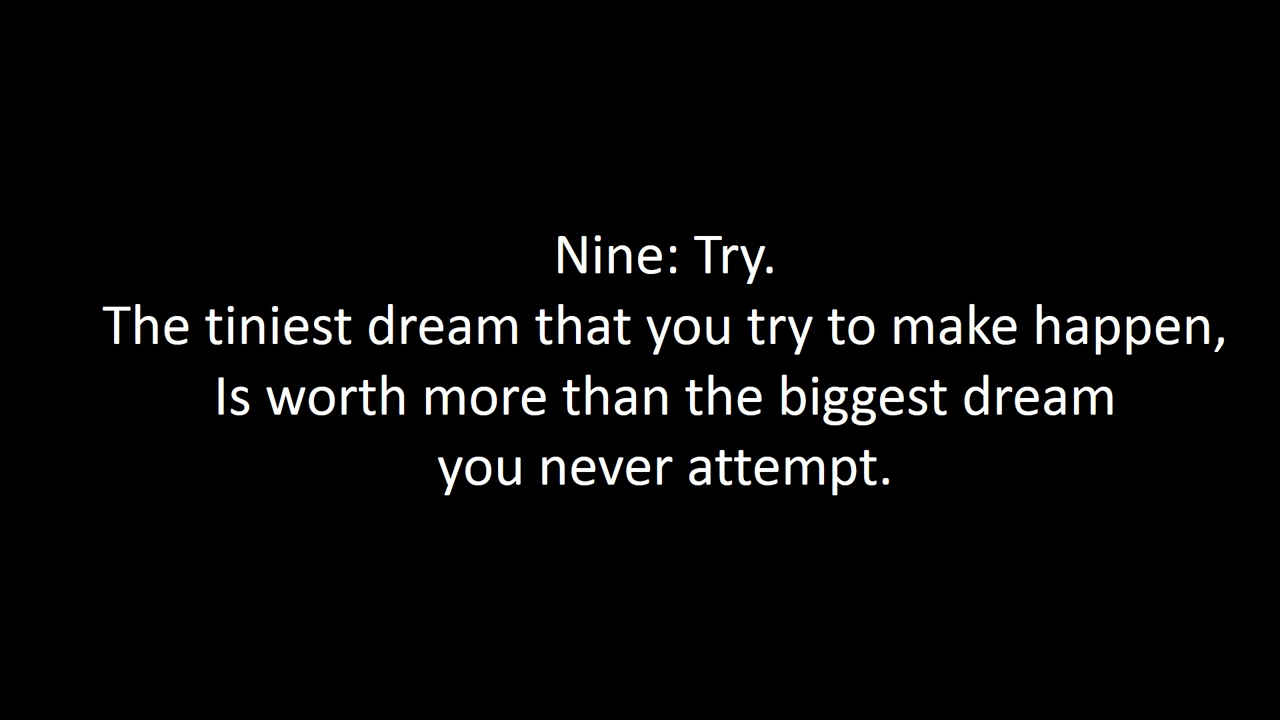 Nine: Try.
The tiniest dream that you try to make happen,
Is worth more than the biggest dream
you never attempt.